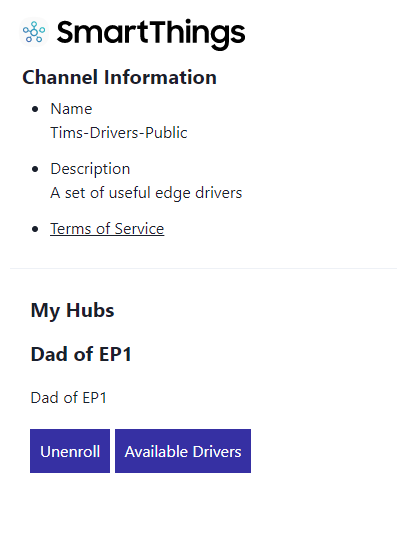 SmartThings
Channel Information
Name
Tims-Drivers-Public
Description
A set of useful edge drivers
Terms of Service
My Hubs
Dad of EP1
Dad of EP1
Unenroll Available Drivers